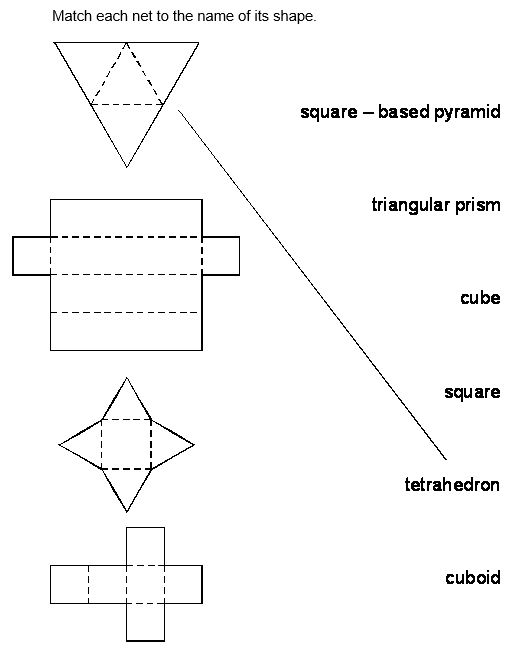 Match each net to the name of its shape.
square – based pyramid
triangular prism
cube
square
tetrahedron
cuboid